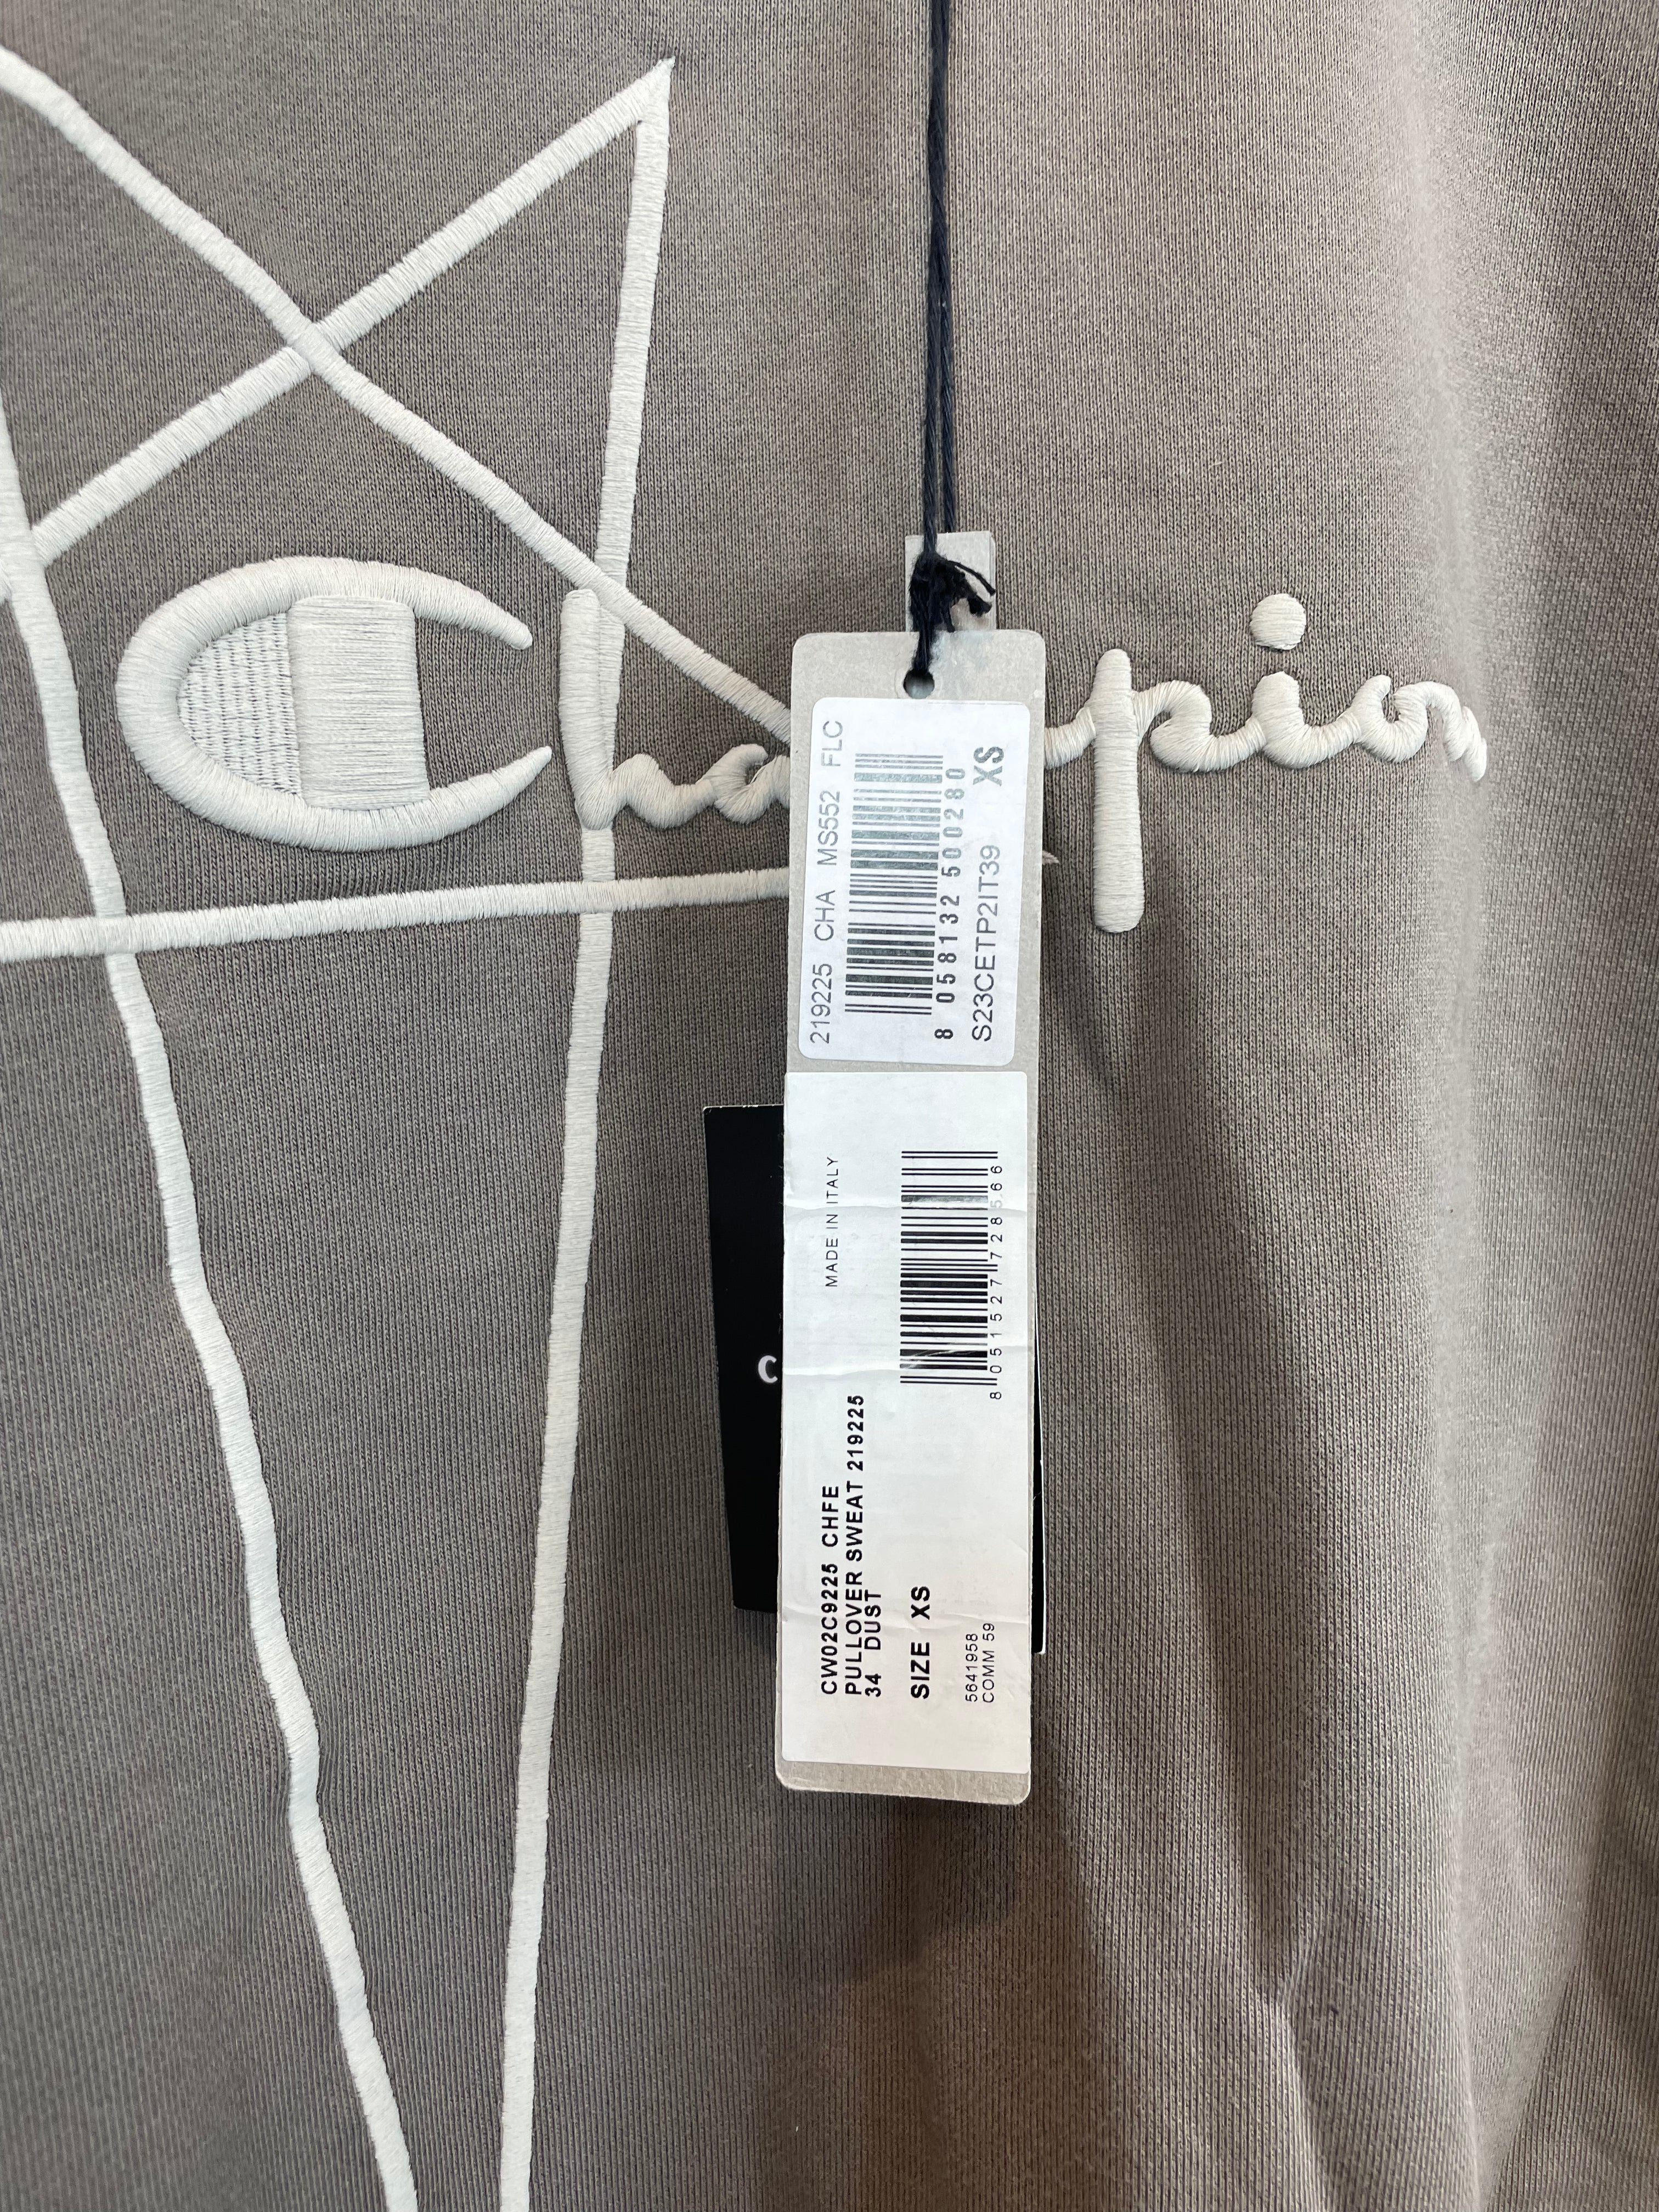 Champion
219225 CHA MS552 FLC
8 058132 500280
S23CETP2IT39 XS
MADE IN ITALY
CW02C9225 CHFE
PULLOVER SWEAT 219225
34 DUST
SIZE XS
8 051527 728566
5641958
COMM 59
C